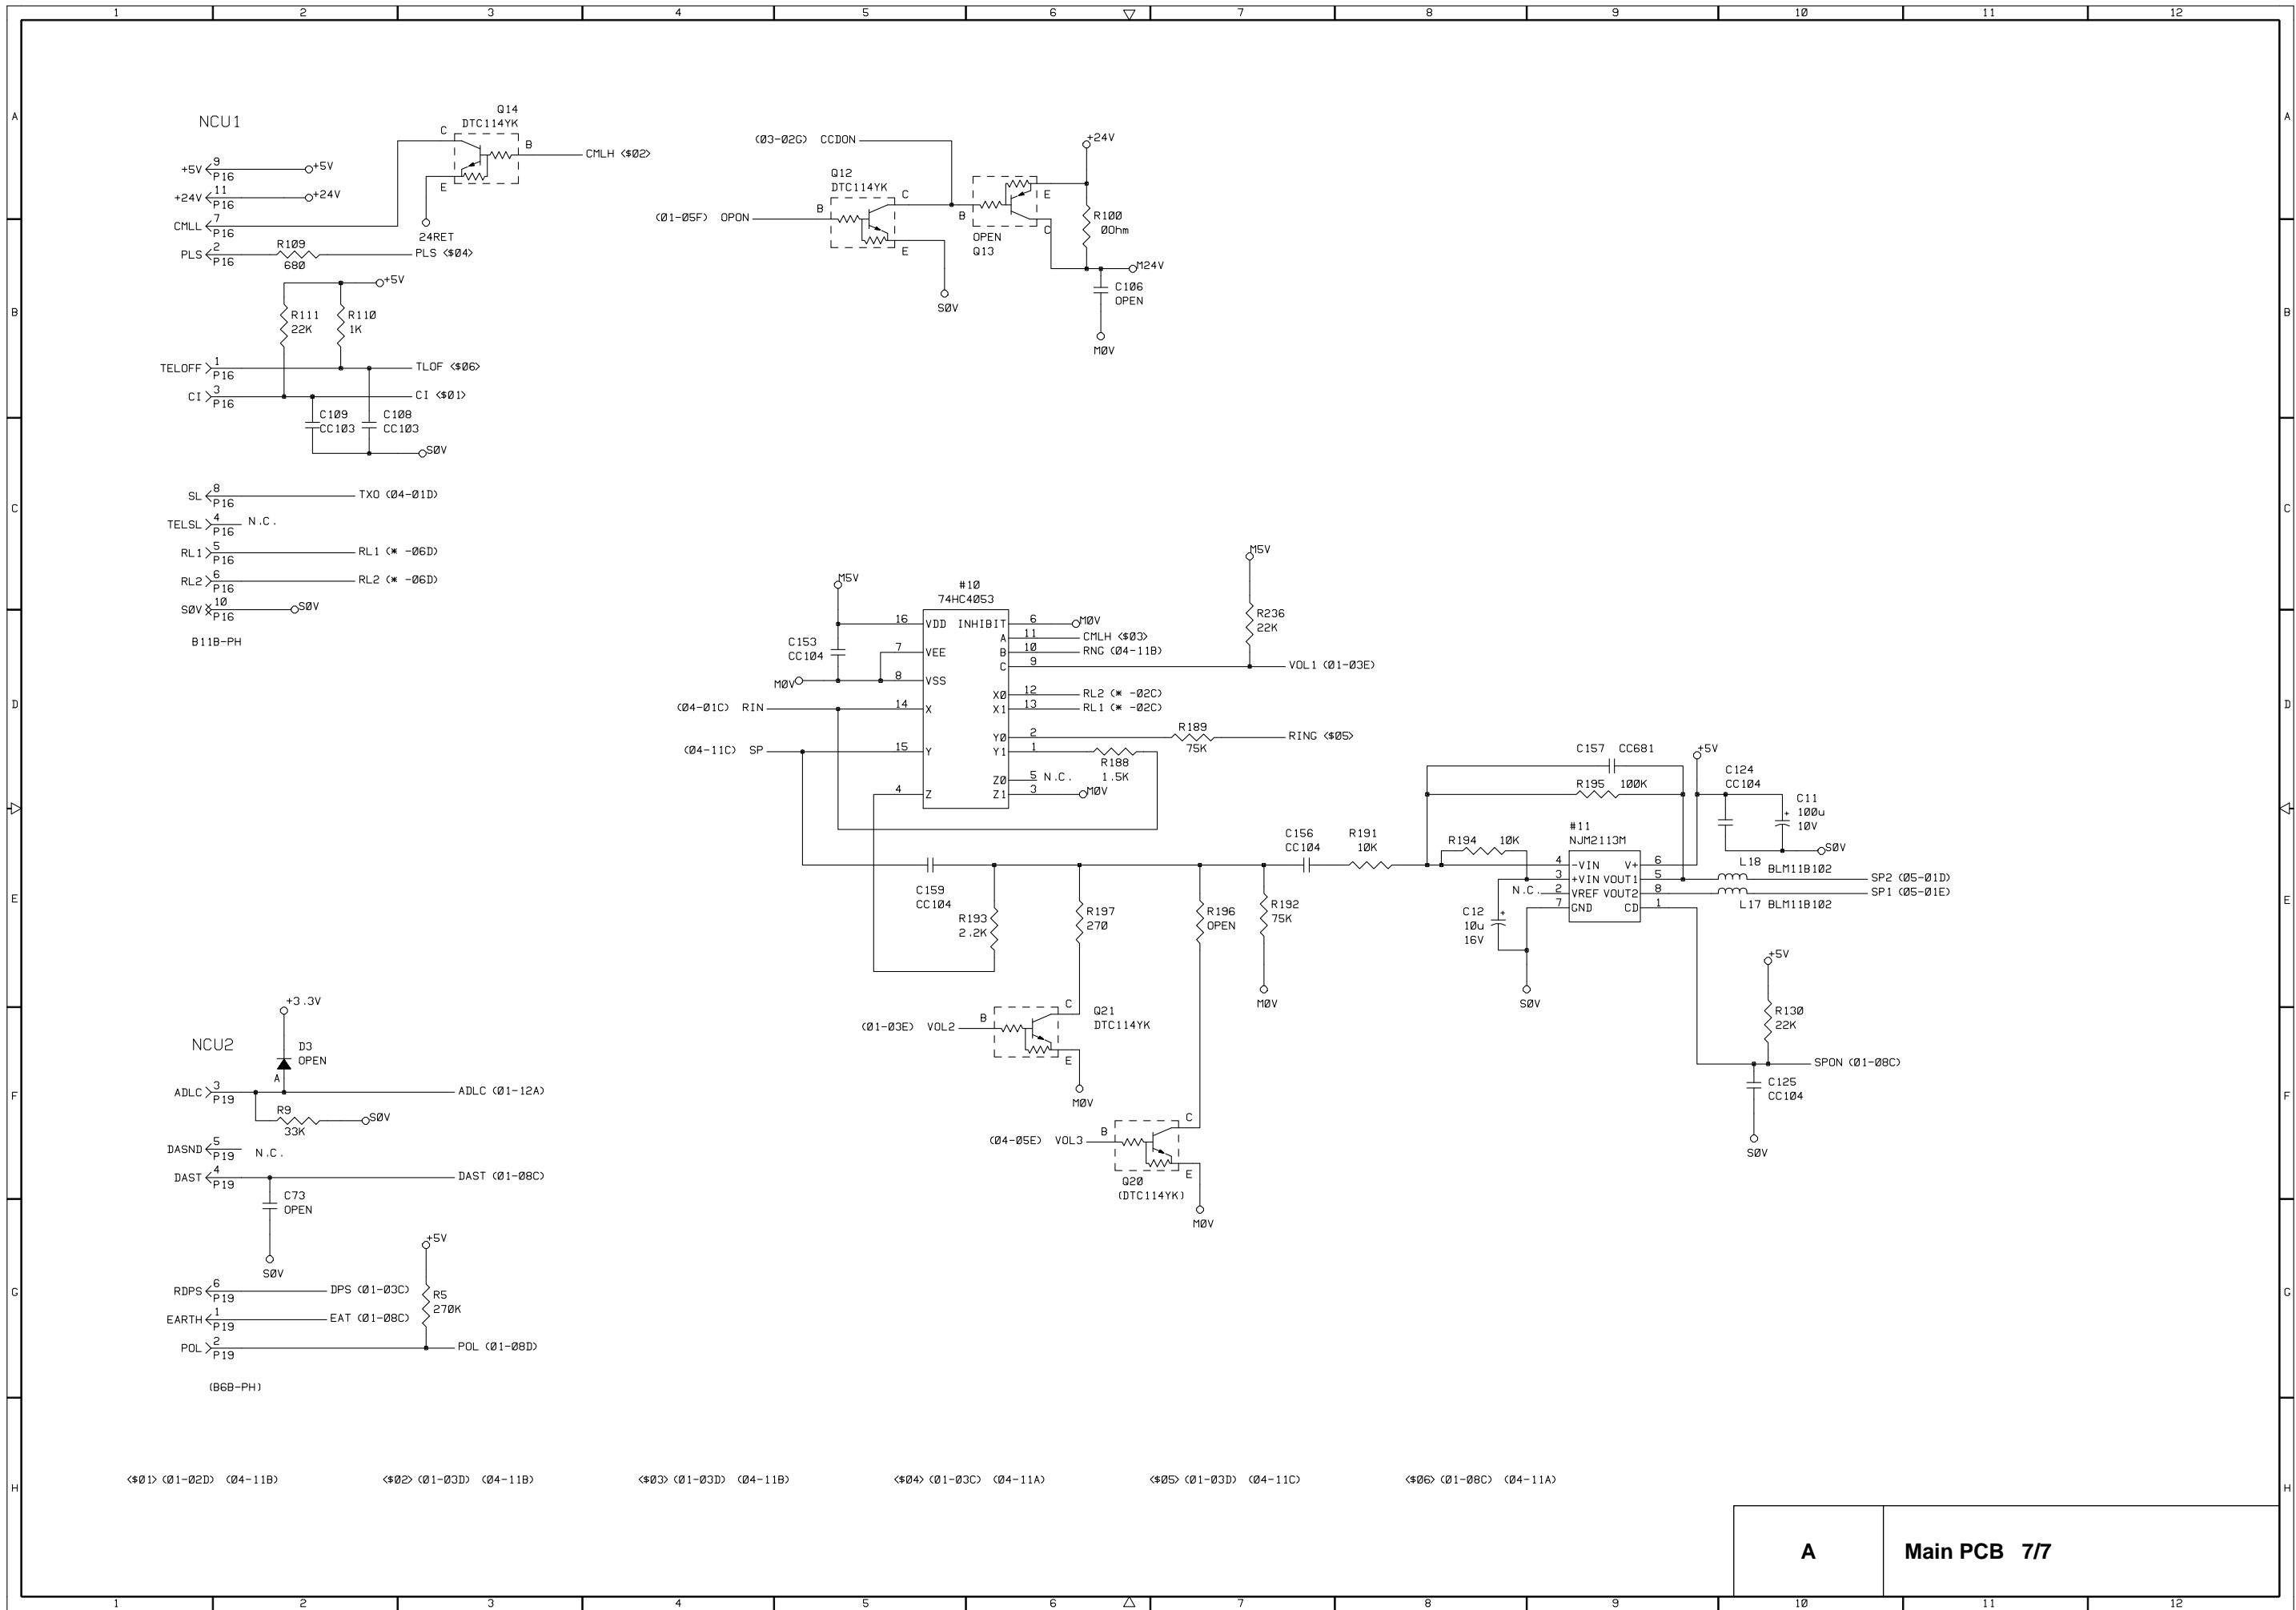 1 2 3 4 5 6 7 8 9 10 11 12
A
B
C
D
E
F
G
H
A
B
C
D
E
F
G
H
NCU1
+5V 9 P16 +5V
+24V 11 P16 +24V
CMLL 7 P16
PLS 2 P16 R109 680 PLS <$04>
Q14
DTC114YK
C
B
E
CMLH <$02>
24RET
+5V
R111
22K
R110
1K
TELOFF 1 P16 TLOF <$06>
CI 3 P16 CI <$01>
C109
CC103
C108
CC103
S0V
SL 8 P16 TXO (04-01D)
TELSL 4 P16 N.C.
RL1 5 P16 RL1 (* -06D)
RL2 6 P16 RL2 (* -06D)
S0V 10 P16 S0V
B11B-PH
(03-02G) CCDON
Q12
DTC114YK
(01-05F) OPON
B
C
E
S0V
B
E
C
OPEN
Q13
+24V
R100
0Ohm
M24V
C106
OPEN
M0V
M5V
#10
74HC4053
C153
CC104
M0V
16 VDD
7 VEE
8 VSS
14 X
15 Y
4 Z
INHIBIT 6 M0V
A 11 CMLH <$03>
B 10 RNG (04-11B)
C 9 VOL1 (01-03E)
X0 12 RL2 (* -02C)
X1 13 RL1 (* -02C)
Y0 2 R189 75K RING <$05>
Y1 1 R188 1.5K
Z0 5 N.C.
Z1 3 M0V
M5V
R236
22K
(04-01C) RIN
(04-11C) SP
C159
CC104
R193
2.2K
R197
270
R196
OPEN
R192
75K
M0V
C156
CC104
R191
10K
R194 10K
C157 CC681
R195 100K
+5V
C124
CC104
C11
+
100u
10V
S0V
#11
NJM2113M
4 -VIN
3 +VIN
N.C. 2 VREF
7 GND
V+ 6
VOUT1 5
VOUT2 8
CD 1
L18
BLM11B102
SP2 (05-01D)
SP1 (05-01E)
L17 BLM11B102
C12
+
10u
16V
S0V
+5V
R130
22K
SPON (01-08C)
C125
CC104
S0V
(01-03E) VOL2
B
C
E
Q21
DTC114YK
M0V
(04-05E) VOL3
B
C
E
Q20
(DTC114YK)
M0V
+3.3V
NCU2
D3
OPEN
A
ADLC 3 P19 ADLC (01-12A)
R9
33K
S0V
DASND 5 P19 N.C.
DAST 4 P19 DAST (01-08C)
C73
OPEN
S0V
+5V
R5
270K
RDPS 6 P19 DPS (01-03C)
EARTH 1 P19 EAT (01-08C)
POL 2 P19 POL (01-08D)
(B6B-PH)
<$01> (01-02D) (04-11B) <$02> (01-03D) (04-11B) <$03> (01-03D) (04-11B) <$04> (01-03C) (04-11A) <$05> (01-03D) (04-11C) <$06> (01-08C) (04-11A)
A Main PCB 7/7
1 2 3 4 5 6 7 8 9 10 11 12